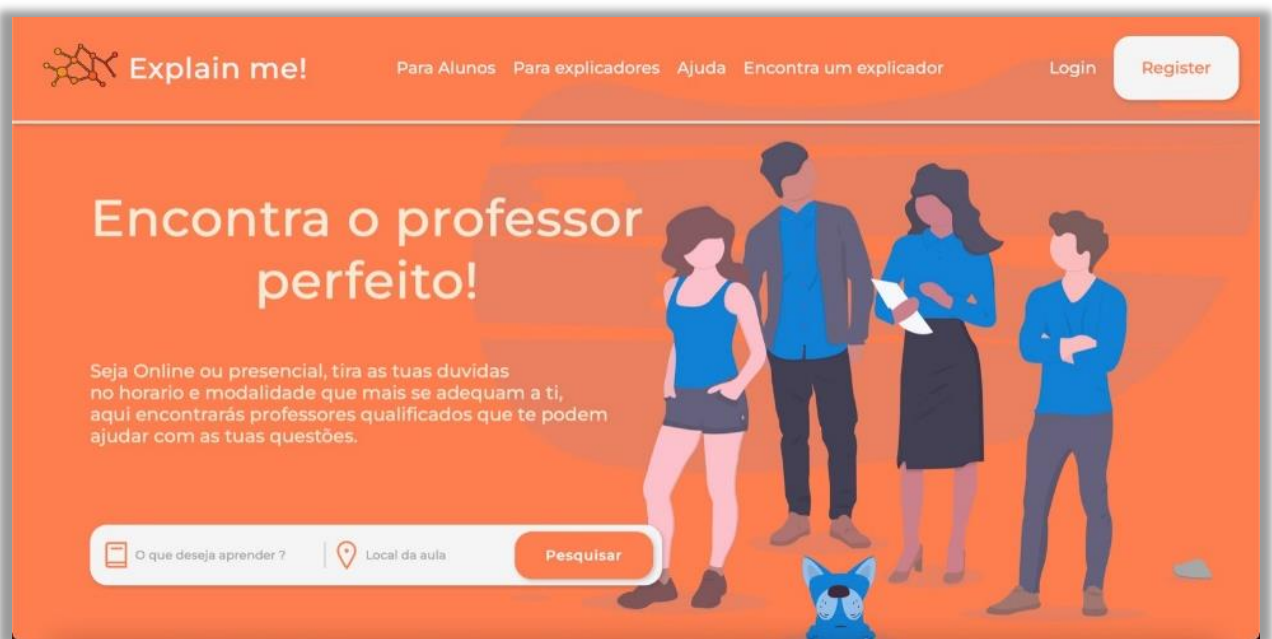 Explain me!
Para Alunos Para explicadores Ajuda Encontra um explicador
Login
Register
Encontra o professor
perfeito!
Seja Online ou presencial, tira as tuas duvidas
no horario e modalidade que mais se adequam a ti,
aqui encontrarás professores qualificados que te podem
ajudar com as tuas questões.
O que deseja aprender ?
Local da aula
Pesquisar